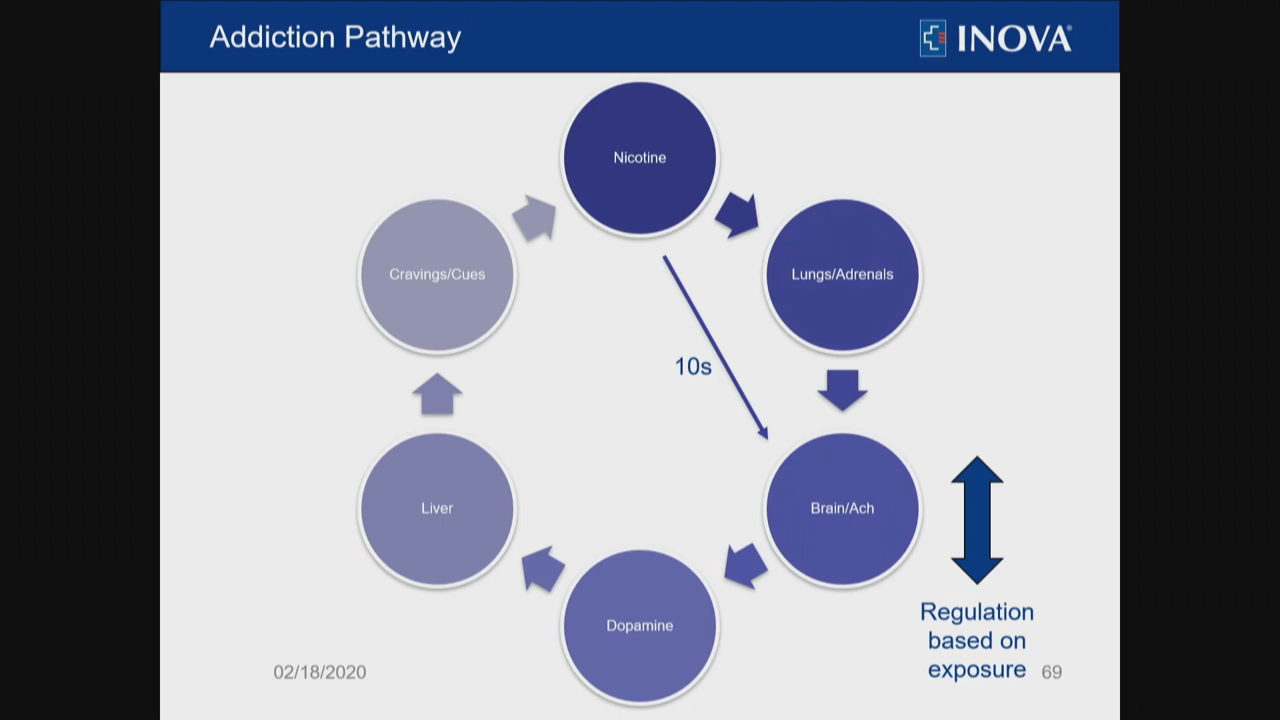 Addiction Pathway
INOVA®
Nicotine
Cravings/Cues
Lungs/Adrenals
10s
Liver
Brain/Ach
Dopamine
Regulation
based on
exposure
02/18/2020
69